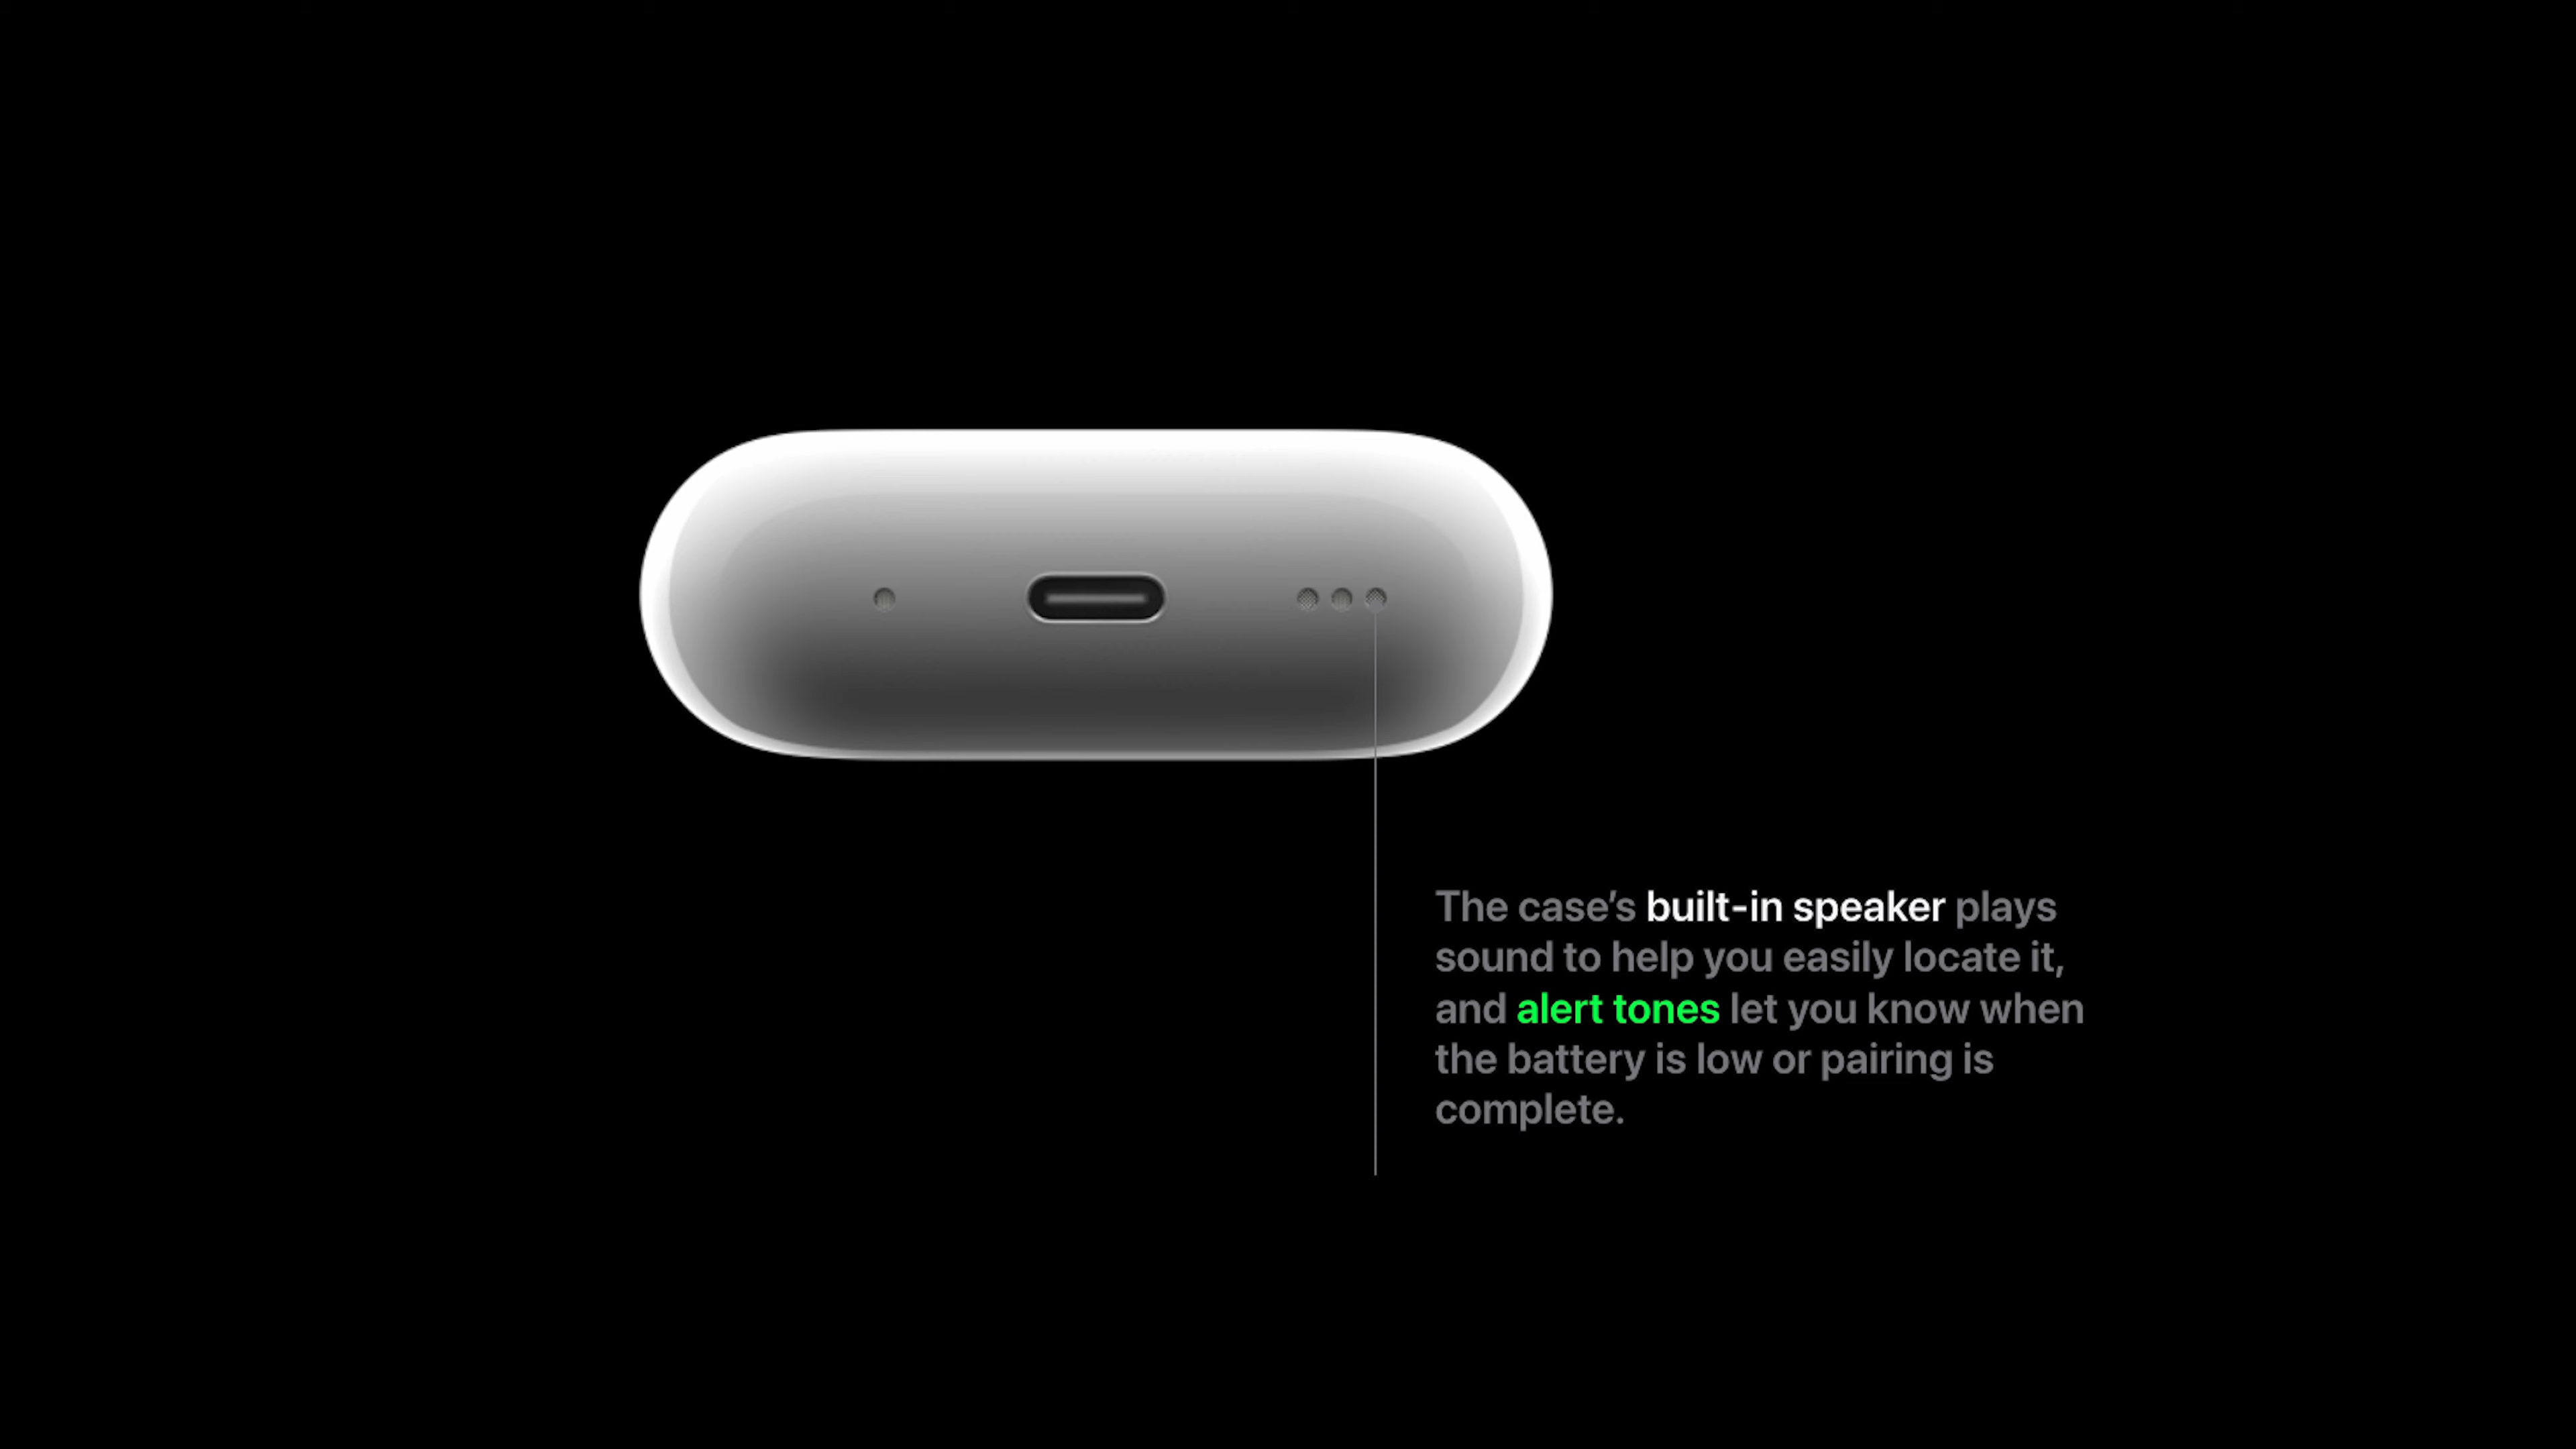 The case’s built-in speaker plays
sound to help you easily locate it,
and alert tones let you know when
the battery is low or pairing is
complete.